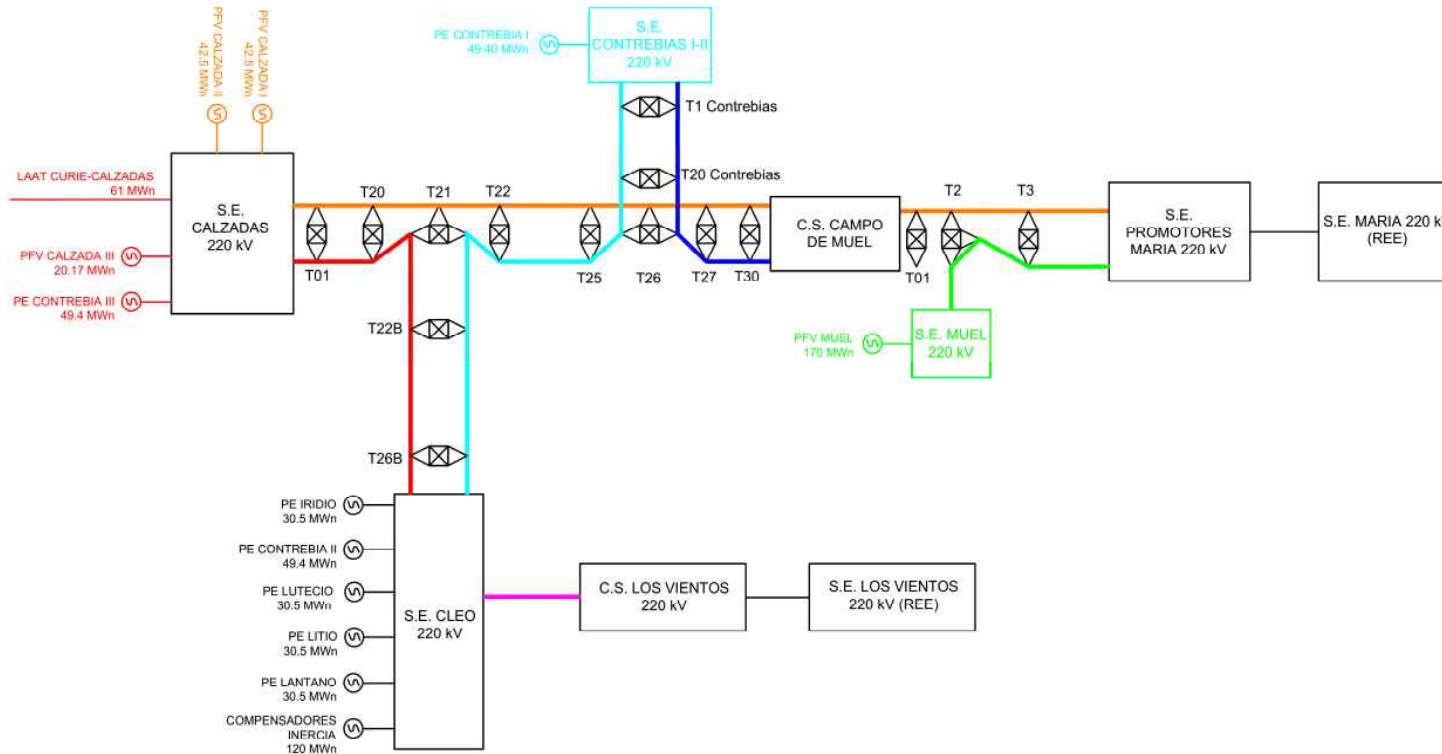 PFV CALZADA II
42.5 MWn
PFV CALZADA I
42.5 MWn
PE CONTREBIA I
49.40 MWn
S.E.
CONTREBIAS I-II
220 kV
T1 Contrebias
T20 Contrebias
LAAT CURIE-CALZADAS
61 MWn
S.E.
CALZADAS
220 kV
PFV CALZADA III
20.17 MWn
PE CONTREBIA III
49.4 MWn
T01
T20
T21
T22
T25
T26
T27
T30
C.S. CAMPO
DE MUEL
T01
T2
T3
S.E.
PROMOTORES
MARIA 220 kV
S.E. MARIA 220 k
(REE)
PFV MUEL
170 MWn
S.E. MUEL
220 kV
T22B
T26B
PE IRIDIO
30.5 MWn
PE CONTREBIA II
49.4 MWn
PE LUTECIO
30.5 MWn
PE LITIO
30.5 MWn
PE LANTANO
30.5 MWn
COMPENSADORES
INERCIA
120 MWn
S.E. CLEO
220 kV
C.S. LOS VIENTOS
220 kV
S.E. LOS VIENTOS
220 kV (REE)